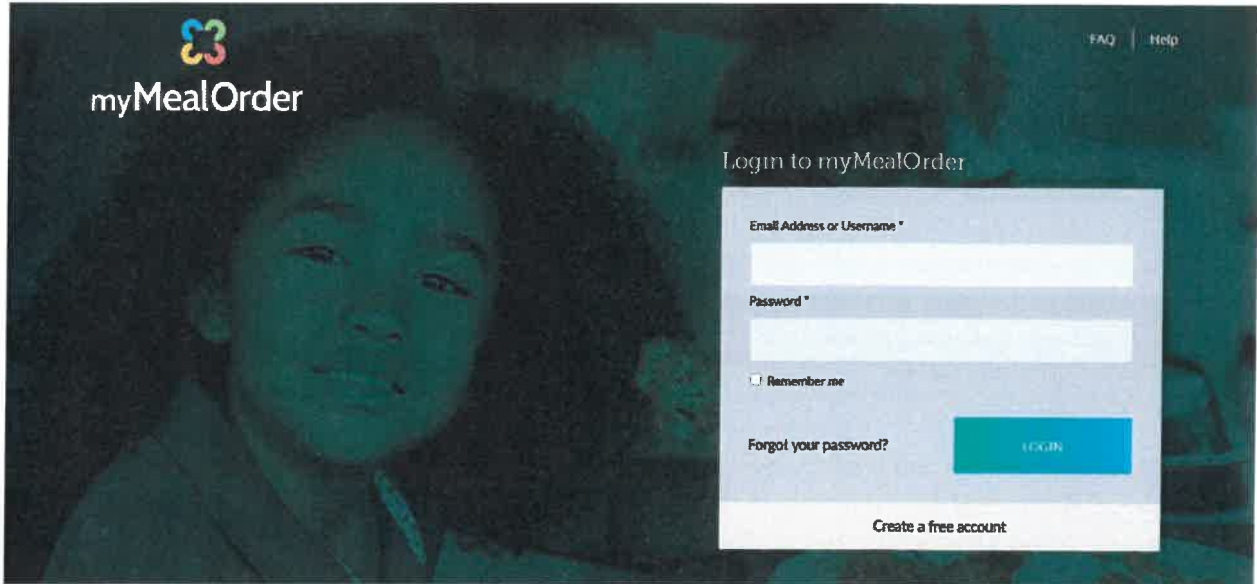 FAQ | Help
myMealOrder
Login to myMealOrder
Email Address or Username *
Password *
Remember me
Forgot your password?
LOGIN
Create a free account